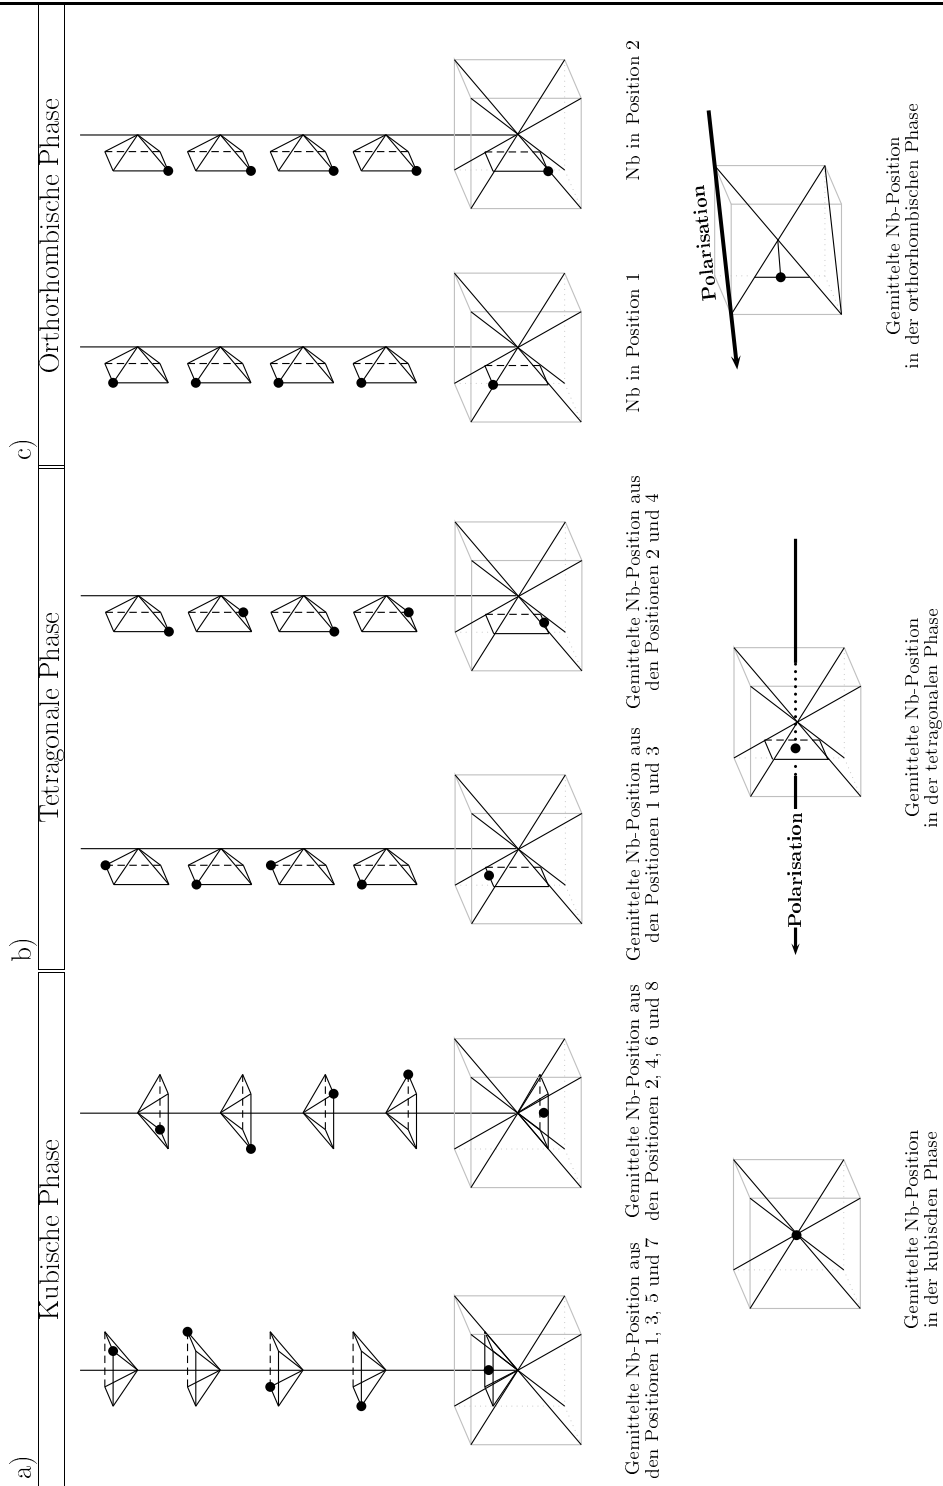 a)
Kubische Phase
Gemittelte Nb-Position aus
den Positionen 1, 3, 5 und 7
Gemittelte Nb-Position aus
den Positionen 2, 4, 6 und 8
Gemittelte Nb-Position
in der kubischen Phase
b)
Tetragonale Phase
Gemittelte Nb-Position aus
den Positionen 1 und 3
Gemittelte Nb-Position aus
den Positionen 2 und 4
Polarisation
Gemittelte Nb-Position
in der tetragonalen Phase
c)
Orthorhombische Phase
Nb in Position 1
Nb in Position 2
Polarisation
Gemittelte Nb-Position
in der orthorhombischen Phase